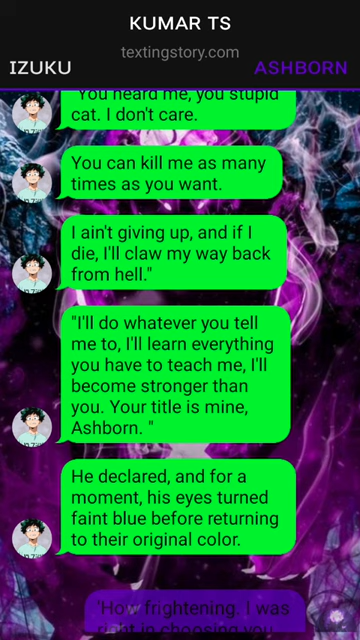 KUMAR TS
textingstory.com
IZUKU
ASHBORN
"You heard me, you stupid
cat. I don't care.
You can kill me as many
times as you want.
I ain't giving up, and if I
die, I'll claw my way back
from hell."
"I'll do whatever you tell
me to, I'll learn everything
you have to teach me, I'll
become stronger than
you. Your title is mine,
Ashborn. "
He declared, and for a
moment, his eyes turned
faint blue before returning
to their original color.
'How frightening. I was
right in choosing you